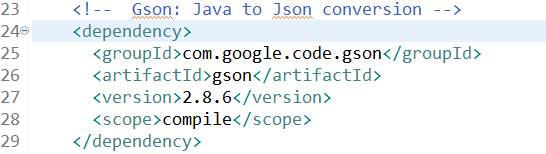 23 <!--  Gson: Java to Json conversion -->
24 <dependency>
25 <groupId>com.google.code.gson</groupId>
26 <artifactId>gson</artifactId>
27 <version>2.8.6</version>
28 <scope>compile</scope>
29 </dependency>